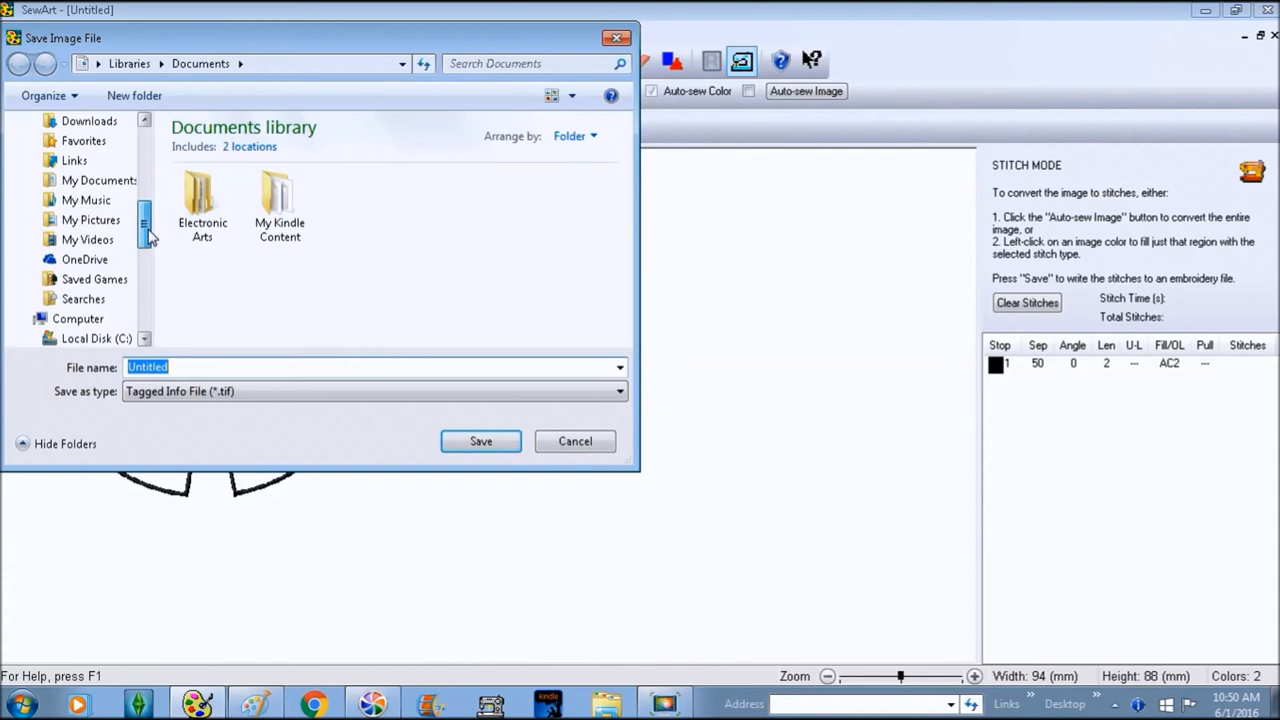 SewArt - [Untitled]
Save Image File
Libraries
Documents
Search Documents
Organize
New folder
Auto-sew Color
Auto-sew Image
Downloads
Favorites
Links
My Documents
My Music
My Pictures
My Videos
OneDrive
Saved Games
Searches
Computer
Local Disk (C:)
Documents library
Includes: 2 locations
Arrange by: Folder
Electronic Arts
My Kindle Content
File name: Untitled
Save as type: Tagged Info File (*.tif)
Hide Folders
Save
Cancel
STITCH MODE
To convert the image to stitches, either:
1. Click the "Auto-sew Image" button to convert the entire
image, or
2. Left-click on an image color to fill just that region with the
selected stitch type.
Press "Save" to write the stitches to an embroidery file.
Clear Stitches
Stitch Time (s):
Total Stitches:
Stop Sep Angle Len U-L Fill/OL Pull Stitches
1 50 0 2 --- AC2 ---
For Help, press F1
Zoom
Width: 94 (mm)
Height: 88 (mm)
Colors: 2
kindle
Address
Links
Desktop
10:50 AM
6/1/2016